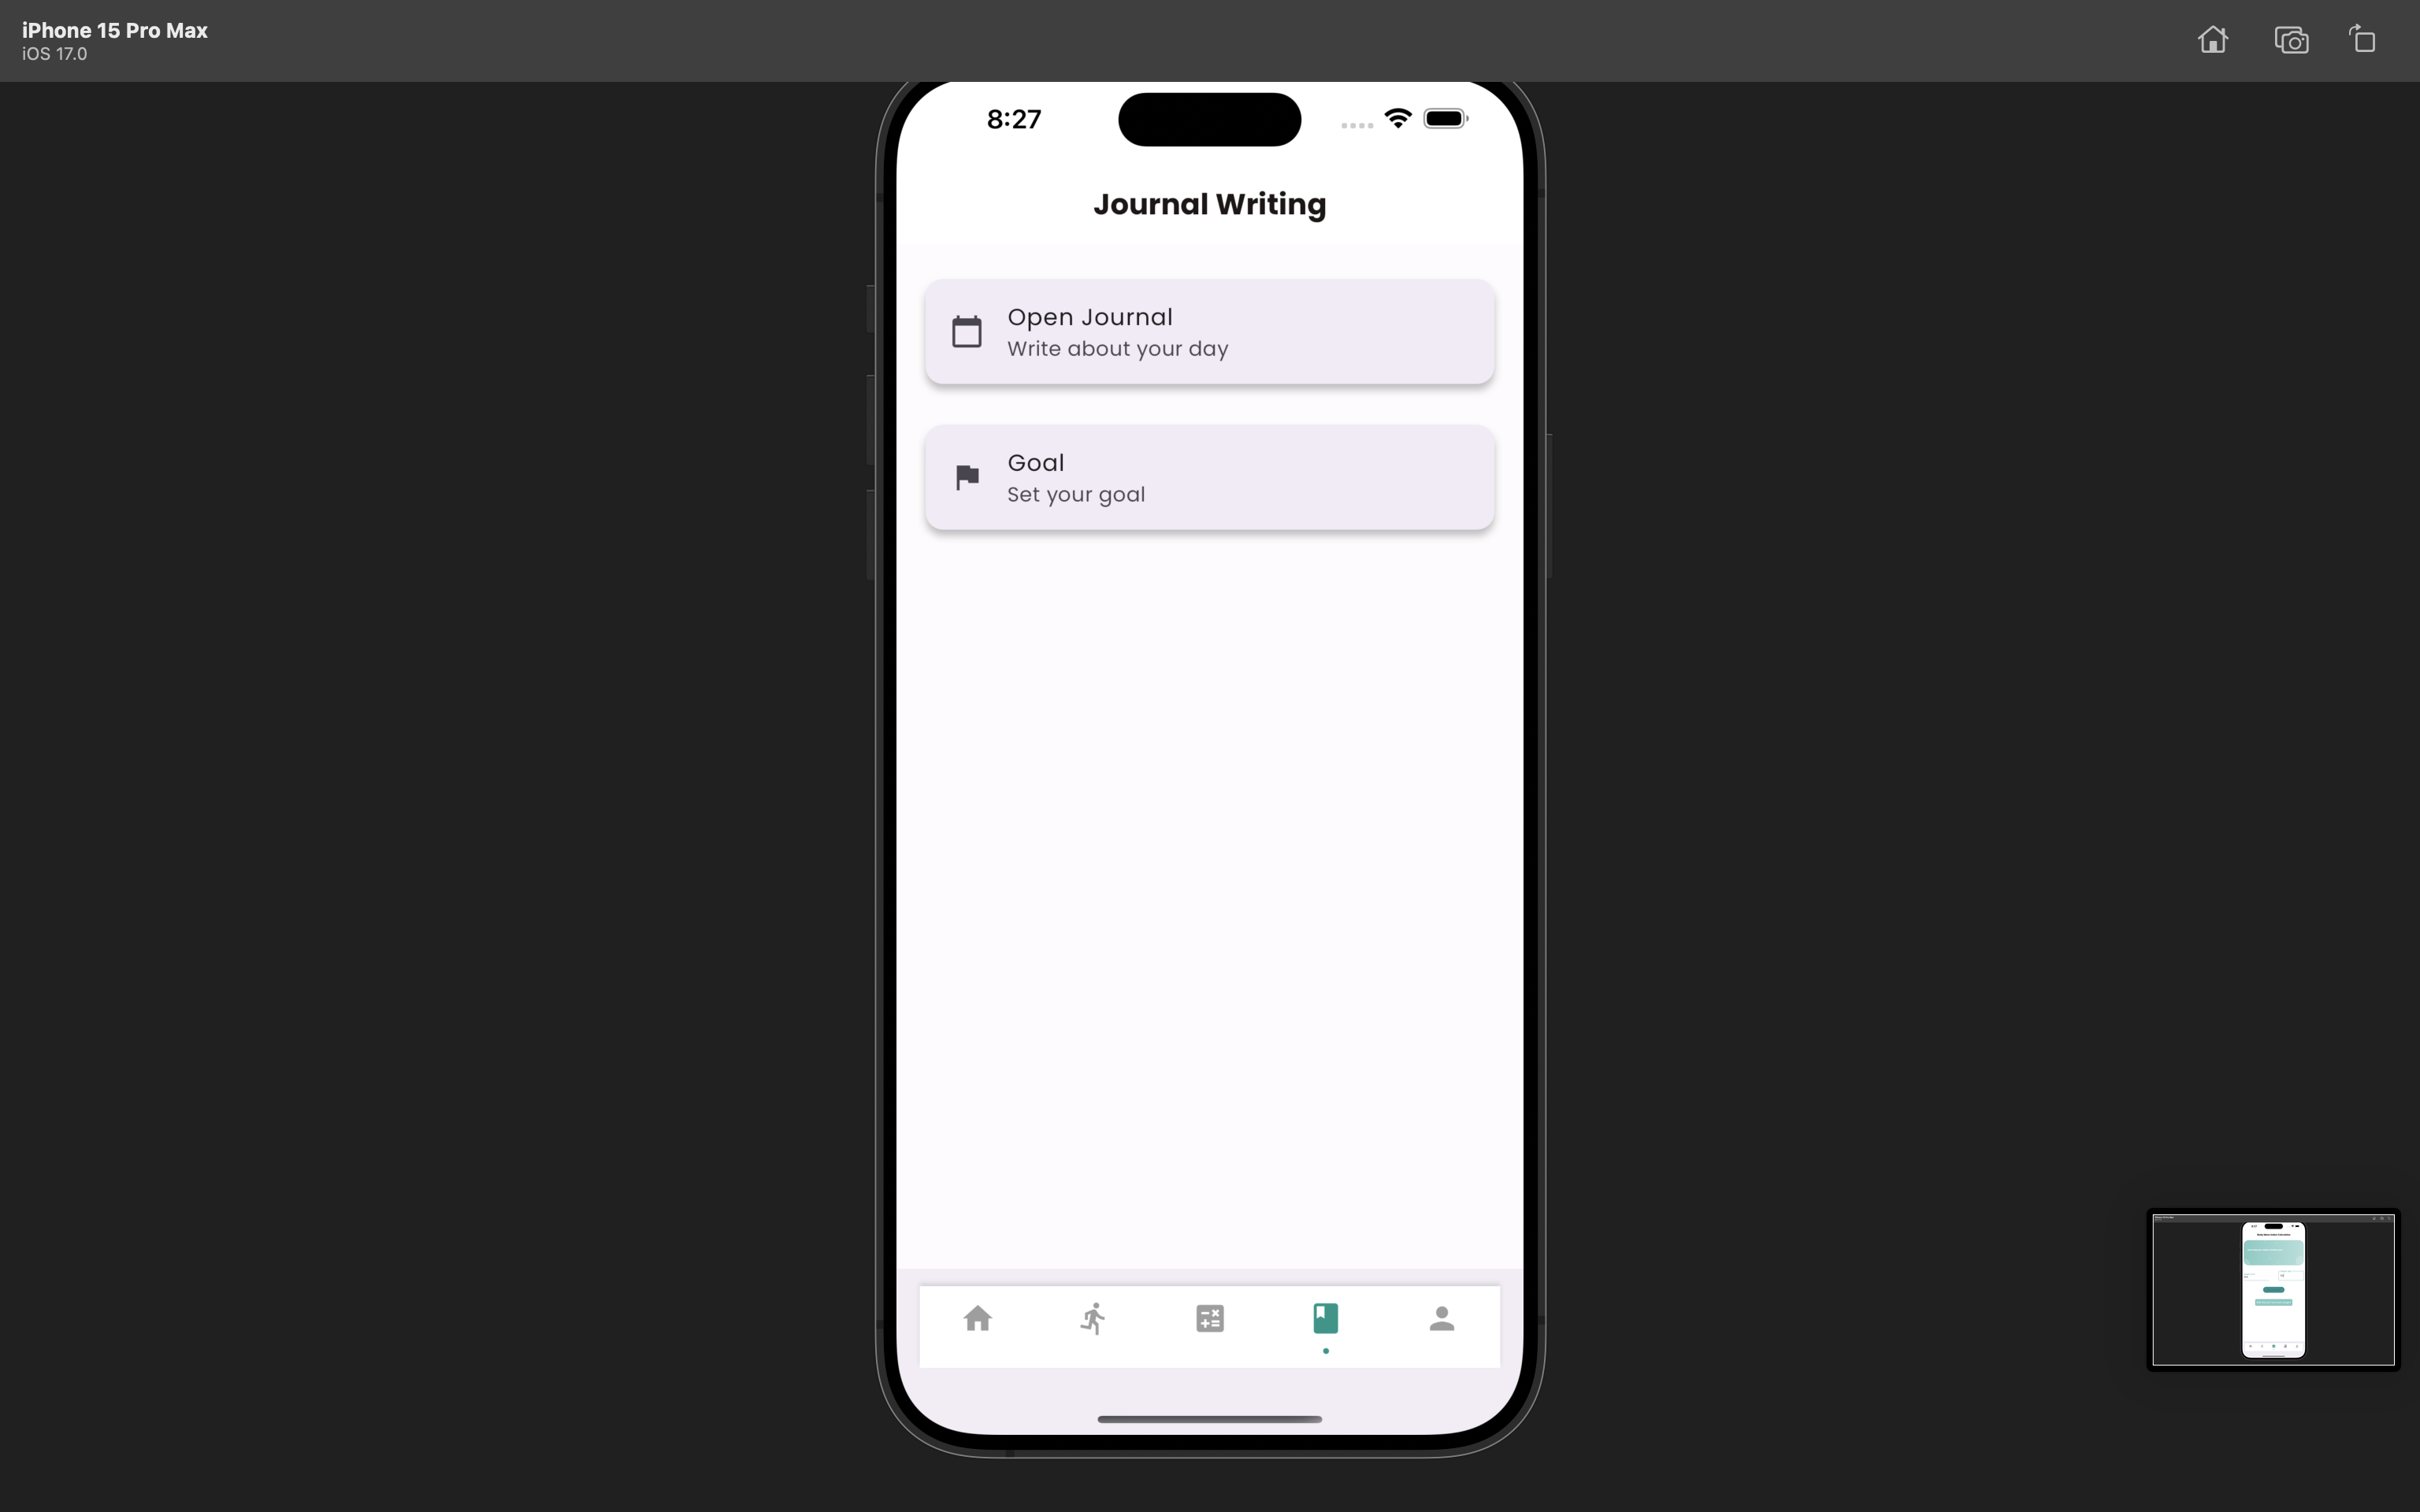 iPhone 15 Pro Max
iOS 17.0
8:27
Journal Writing
Open Journal
Write about your day
Goal
Set your goal